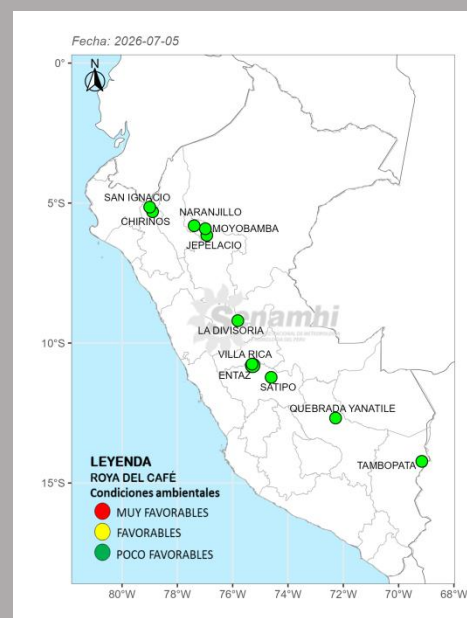 Fecha: 2026-07-05
N
0°
5°S
10°S
15°S
SAN IGNACIO
CHIRINOS
NARANJILLO
MOYOBAMBA
JEPELACIO
Senamhi
LA DIVISORIA
VILLA RICA
ENTAZ
SATIPO
QUEBRADA YANATILE
TAMBOPATA
LEYENDA
ROYA DEL CAFÉ
Condiciones ambientales
MUY FAVORABLES
FAVORABLES
POCO FAVORABLES
80°W 78°W 76°W 74°W 72°W 70°W 68°W